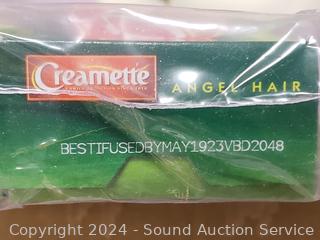 Creamette
ANGEL HAIR
BESTIFUSEDBYMAY1923VBD2048
Copyright 2024 - Sound Auction Service